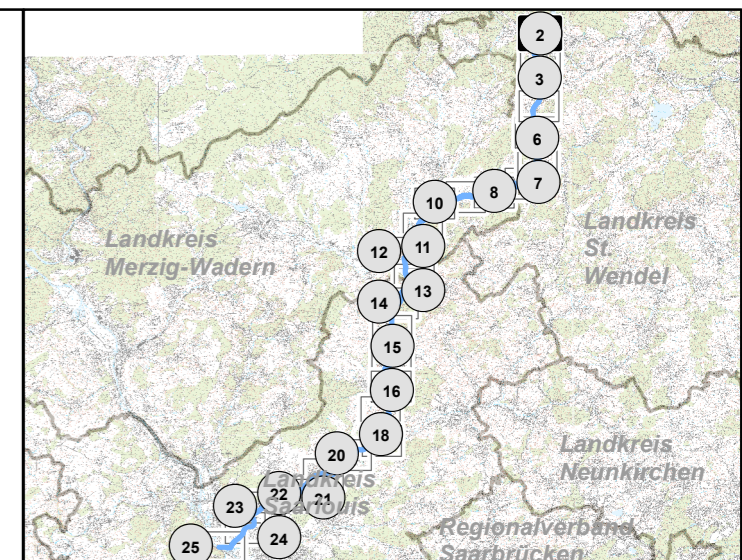 2
3
6
7
8
10
Landkreis
St.
Wendel
Landkreis
Merzig-Wadern
12
11
13
14
15
16
18
Landkreis
Neunkirchen
20
Landkreis
Saarlouis
22
21
23
24
25
Regionalverband
Saarbrücken